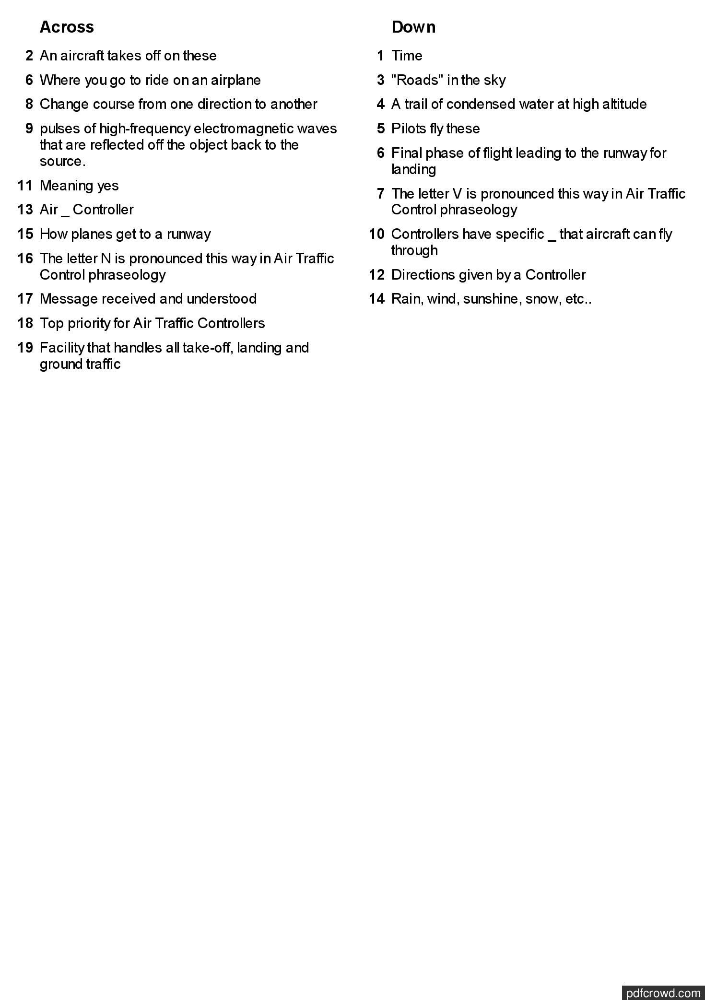 Across
2 An aircraft takes off on these
6 Where you go to ride on an airplane
8 Change course from one direction to another
9 pulses of high-frequency electromagnetic waves
that are reflected off the object back to the
source.
11 Meaning yes
13 Air _ Controller
15 How planes get to a runway
16 The letter N is pronounced this way in Air Traffic
Control phraseology
17 Message received and understood
18 Top priority for Air Traffic Controllers
19 Facility that handles all take-off, landing and
ground traffic
Down
1 Time
3 "Roads" in the sky
4 A trail of condensed water at high altitude
5 Pilots fly these
6 Final phase of flight leading to the runway for
landing
7 The letter V is pronounced this way in Air Traffic
Control phraseology
10 Controllers have specific _ that aircraft can fly
through
12 Directions given by a Controller
14 Rain, wind, sunshine, snow, etc..
pdfcrowd.com